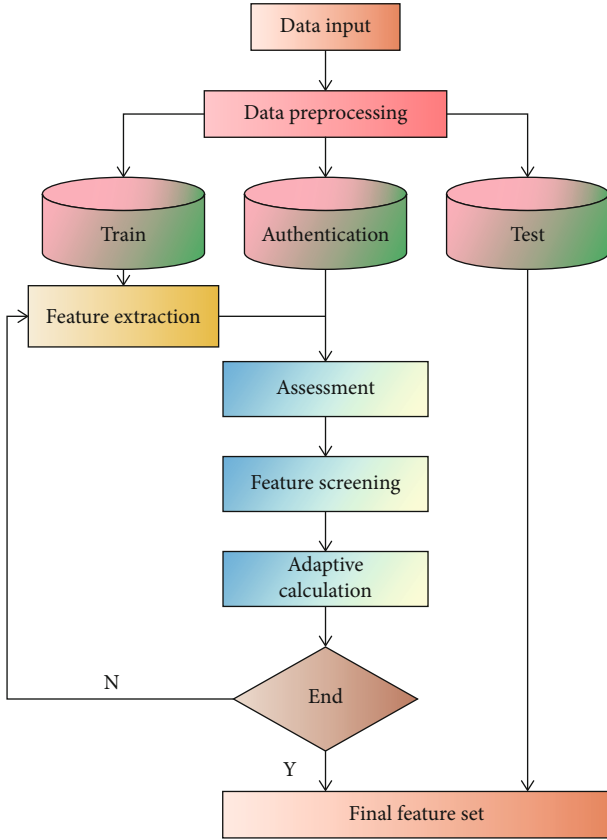 Data input
Data preprocessing
Train
Authentication
Test
Feature extraction
Assessment
Feature screening
Adaptive
calculation
N
End
Y
Final feature set